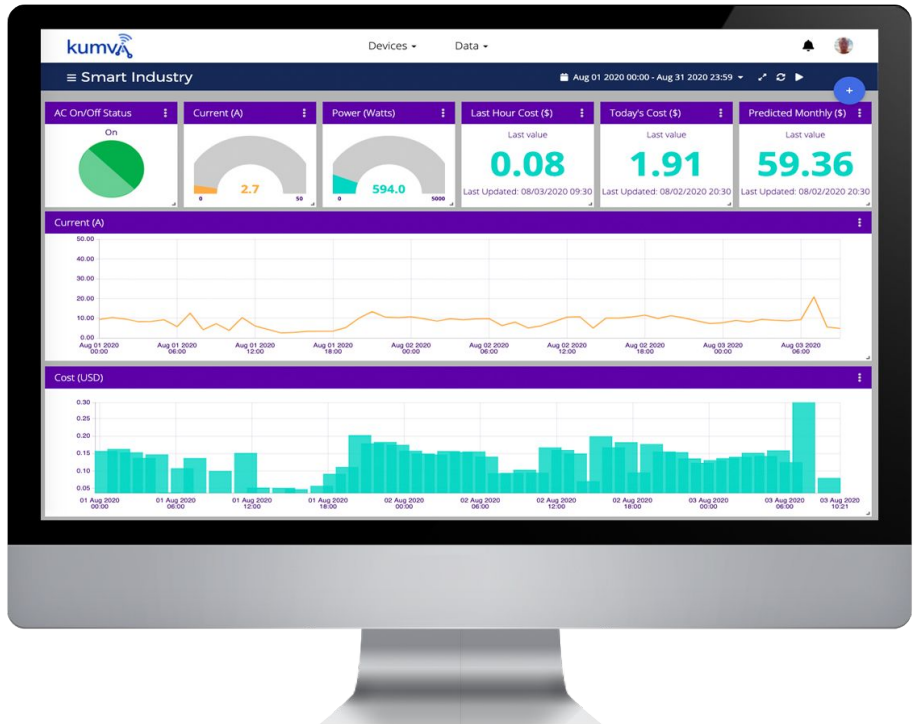 kumvA
Devices
Data
Smart Industry
Aug 01 2020 00:00 - Aug 31 2020 23:59
+
AC On/Off Status
Current (A)
Power (Watts)
Last Hour Cost ($)
Today's Cost ($)
Predicted Monthly ($)
On
2.7
0
50
594.0
0
5000
Last value
0.08
Last Updated: 08/03/2020 09:30
Last value
1.91
Last Updated: 08/02/2020 20:30
Last value
59.36
Last Updated: 08/02/2020 20:30
Current (A)
50.00
40.00
30.00
20.00
10.00
0.00
Aug 01 2020 00:00
Aug 01 2020 06:00
Aug 01 2020 12:00
Aug 01 2020 18:00
Aug 02 2020 00:00
Aug 02 2020 06:00
Aug 02 2020 12:00
Aug 02 2020 18:00
Aug 03 2020 00:00
Aug 03 2020 06:00
Cost (USD)
0.30
0.25
0.20
0.15
0.10
0.05
01 Aug 2020 00:00
01 Aug 2020 06:00
01 Aug 2020 12:00
01 Aug 2020 18:00
02 Aug 2020 00:00
02 Aug 2020 06:00
02 Aug 2020 12:00
02 Aug 2020 18:00
03 Aug 2020 00:00
03 Aug 2020 06:00
03 Aug 2020 10:21